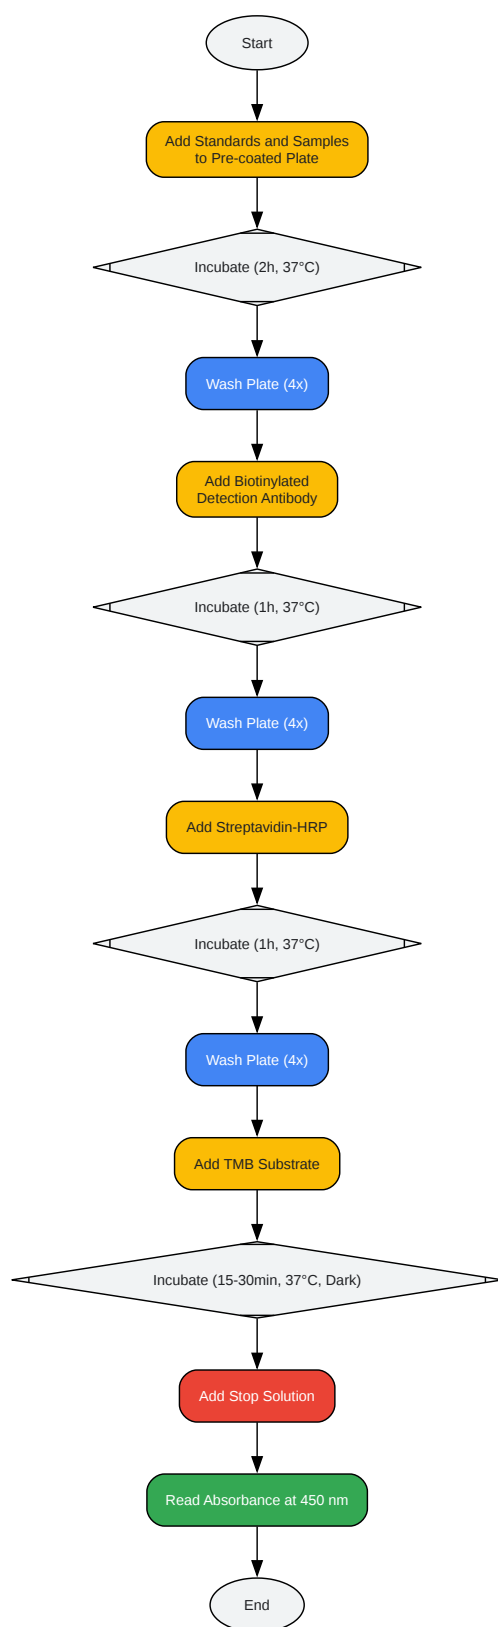 Start
Add Standards and Samples
to Pre-coated Plate
Incubate (2h, 37°C)
Wash Plate (4x)
Add Biotinylated
Detection Antibody
Incubate (1h, 37°C)
Wash Plate (4x)
Add Streptavidin-HRP
Incubate (1h, 37°C)
Wash Plate (4x)
Add TMB Substrate
Incubate (15-30min, 37°C, Dark)
Add Stop Solution
Read Absorbance at 450 nm
End